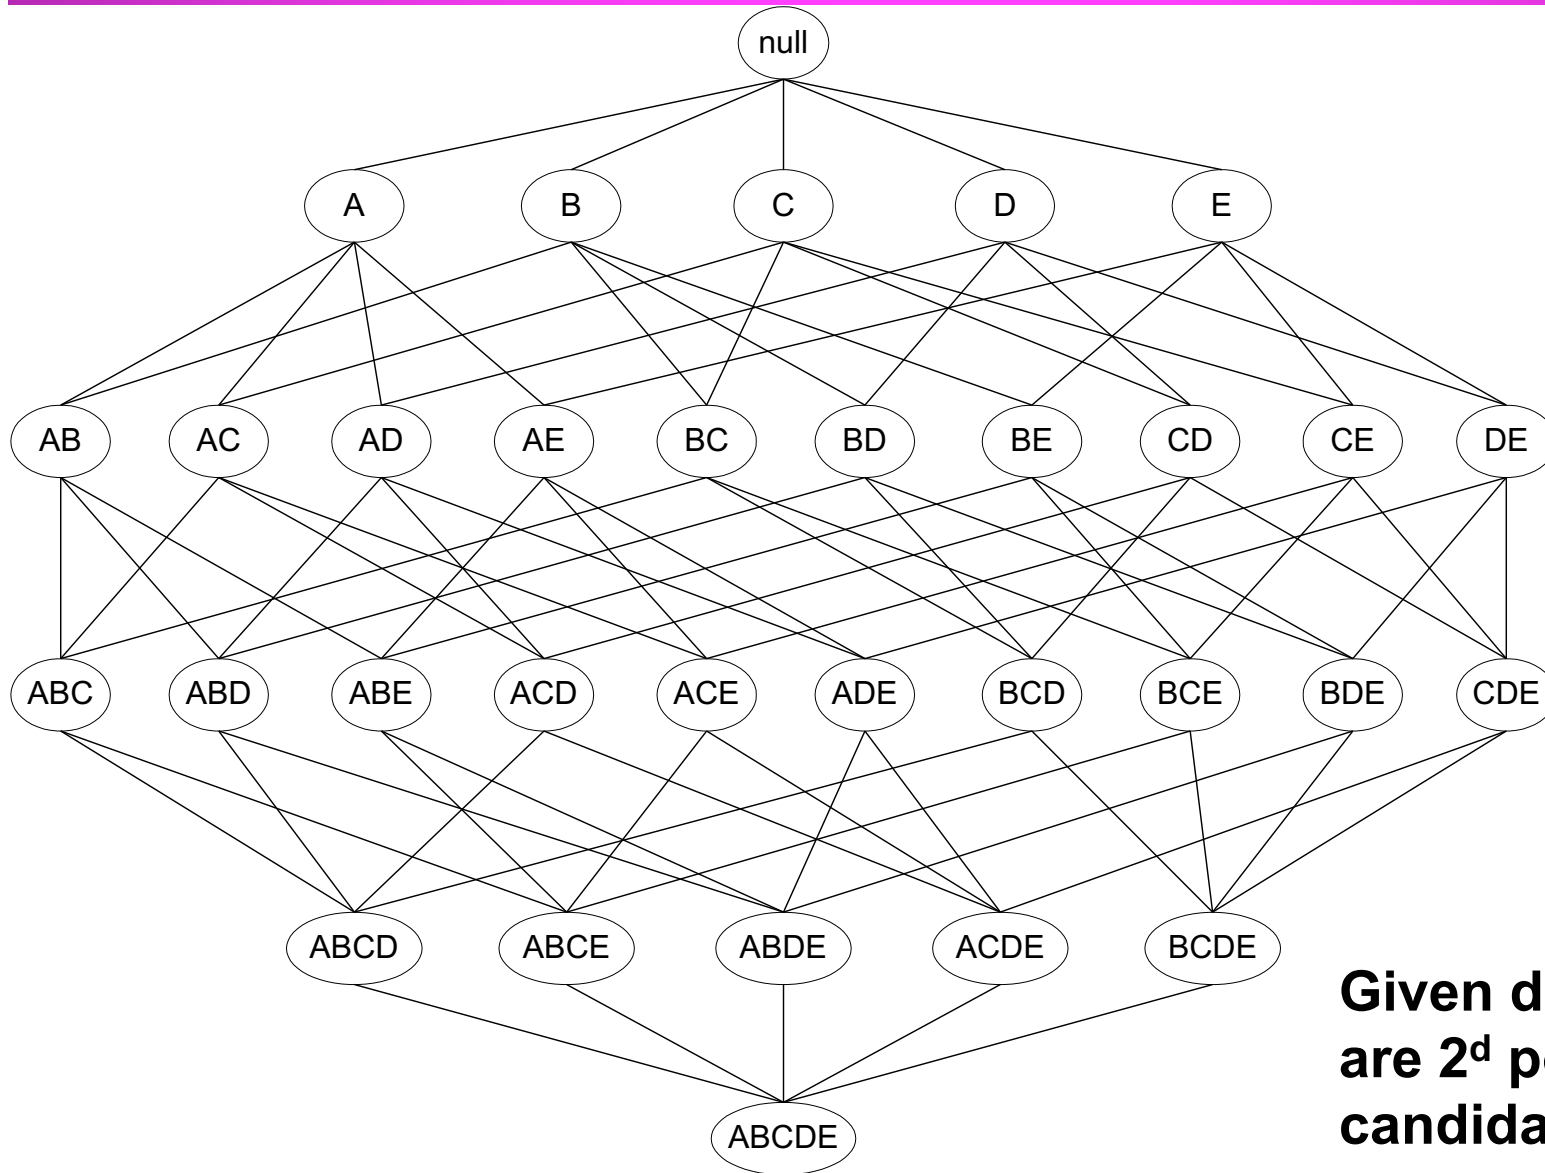 null
A B C D E
AB AC AD AE BC BD BE CD CE DE
ABC ABD ABE ACD ACE ADE BCD BCE BDE CDE
ABCD ABCE ABDE ACDE BCDE
Given d
are 2ᵈ
ABCDE